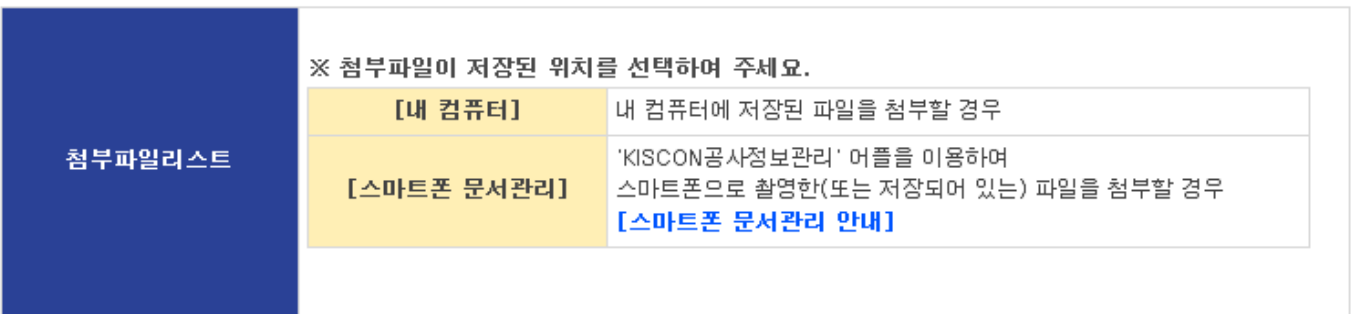 첨부파일리스트
※ 첨부파일이 저장된 위치를 선택하여 주세요.
[내 컴퓨터]
내 컴퓨터에 저장된 파일을 첨부할 경우
[스마트폰 문서관리]
'KISCON공사정보관리' 어플을 이용하여
스마트폰으로 촬영한(또는 저장되어 있는) 파일을 첨부할 경우
[스마트폰 문서관리 안내]